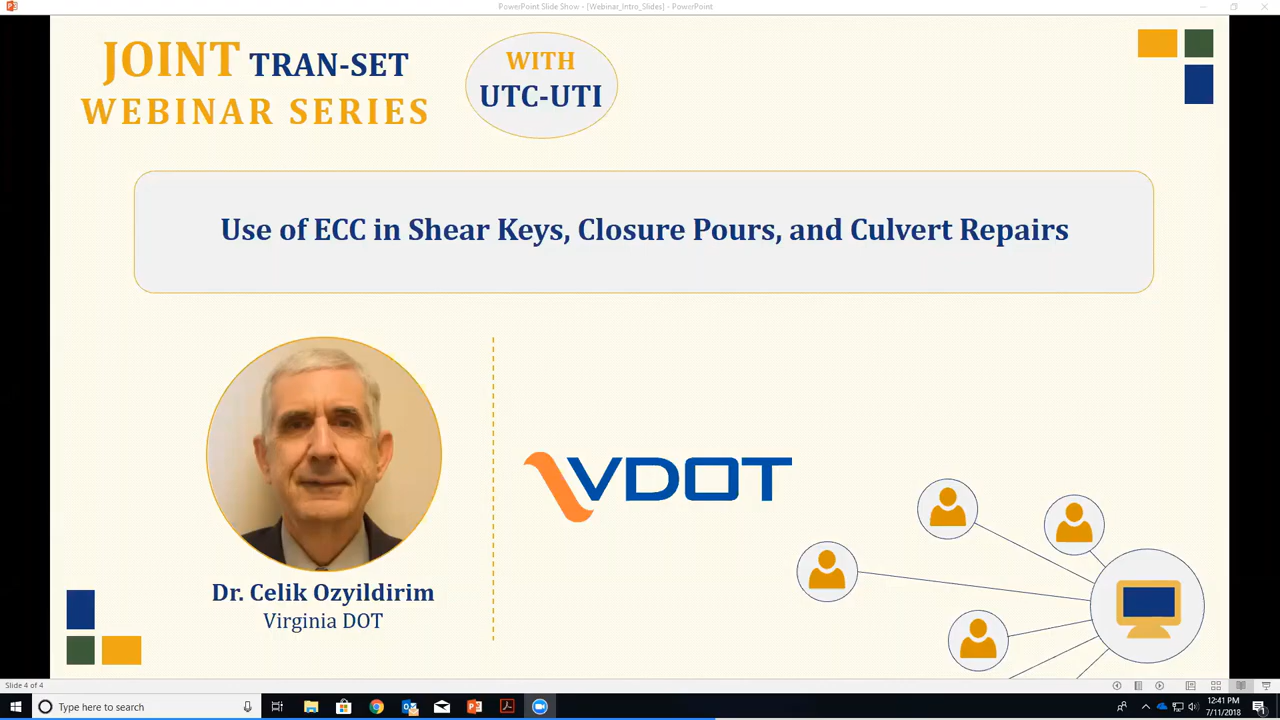 PowerPoint Slide Show - [Webinar_Intro_Slides] - PowerPoint
JOINT TRAN-SET
WEBINAR SERIES
WITH
UTC-UTI
Use of ECC in Shear Keys, Closure Pours, and Culvert Repairs
VDOT
Dr. Celik Ozyildirim
Virginia DOT
Slide 4 of 4
Type here to search
12:41 PM
7/11/2018